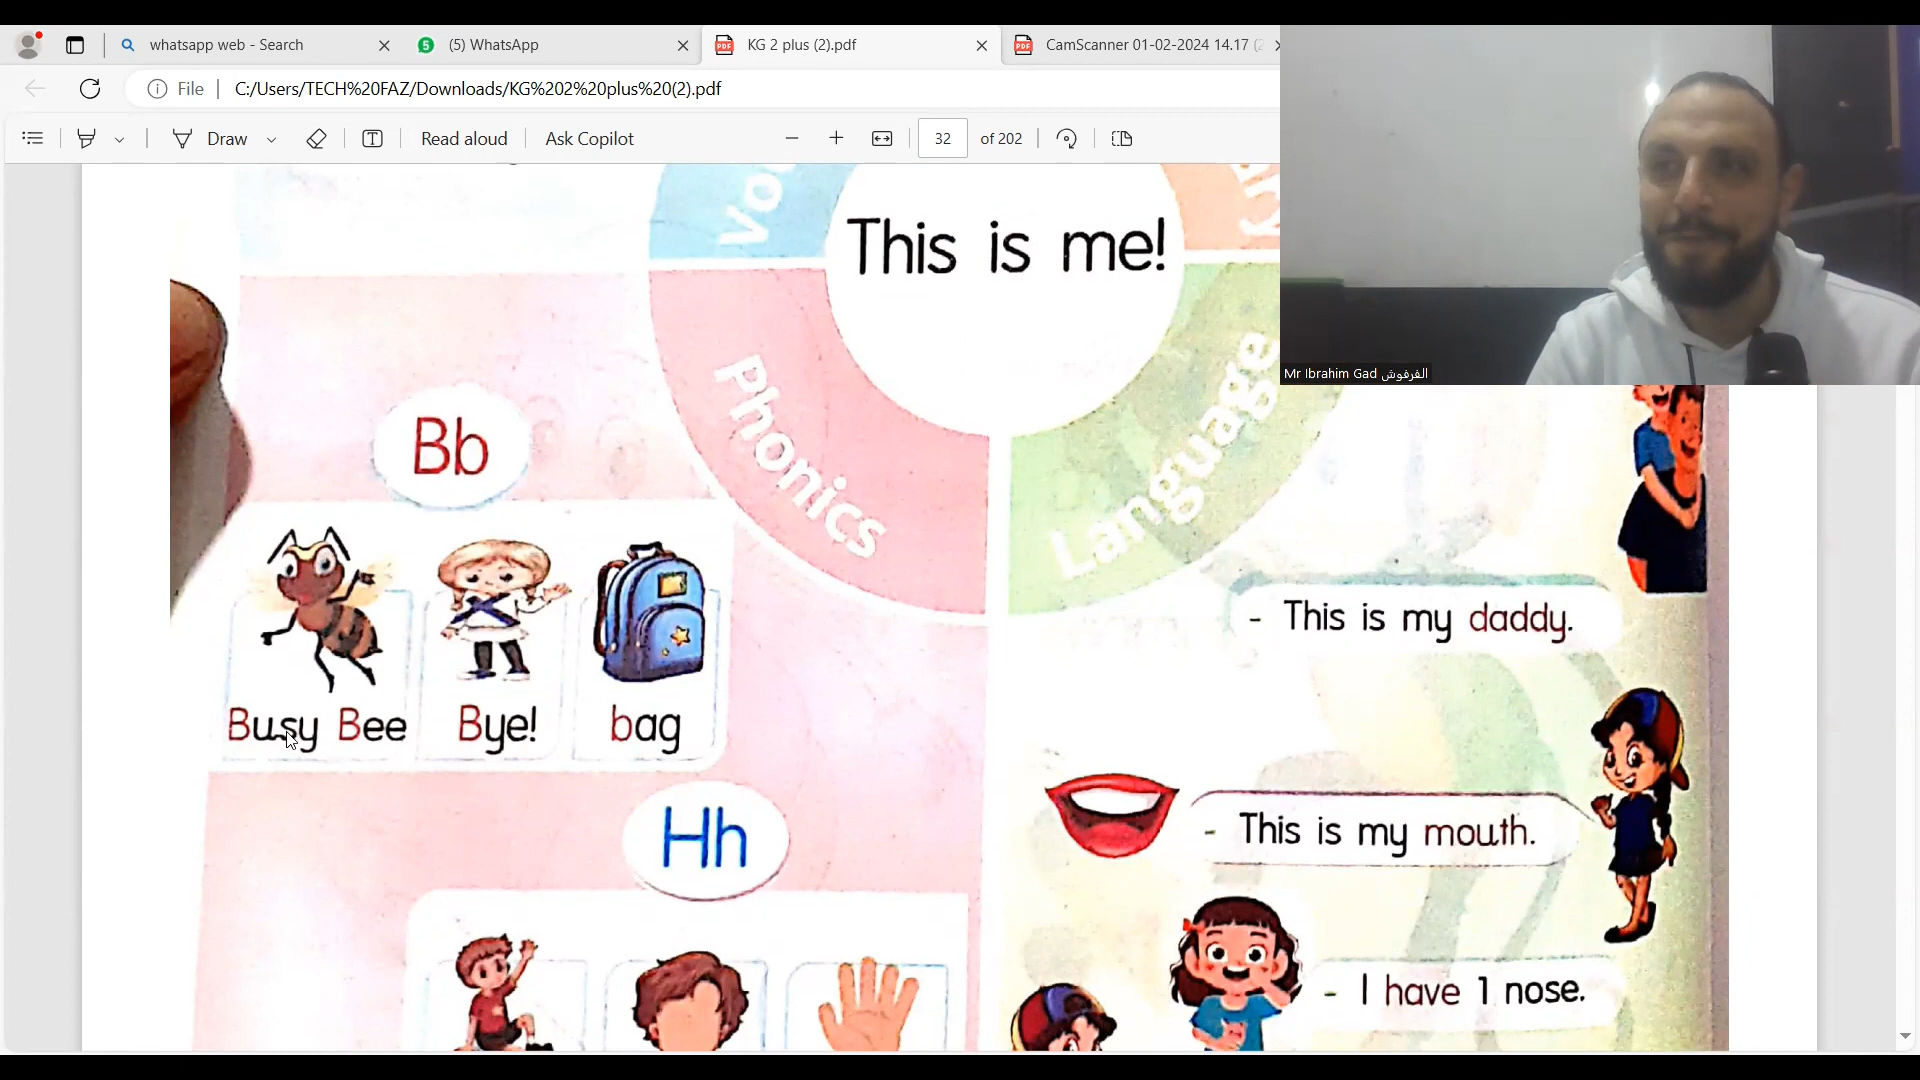 whatsapp web - Search
(5) WhatsApp
KG 2 plus (2).pdf
CamScanner 01-02-2024 14.17 (2
File
C:/Users/TECH%20FAZ/Downloads/KG%202%20plus%20(2).pdf
Draw
Read aloud
Ask Copilot
32
of 202
Mr Ibrahim Gad الفرفوش
This is me!
Phonics
Language
Bb
Busy Bee
Bye!
bag
Hh
- This is my daddy.
- This is my mouth.
- I have 1 nose.